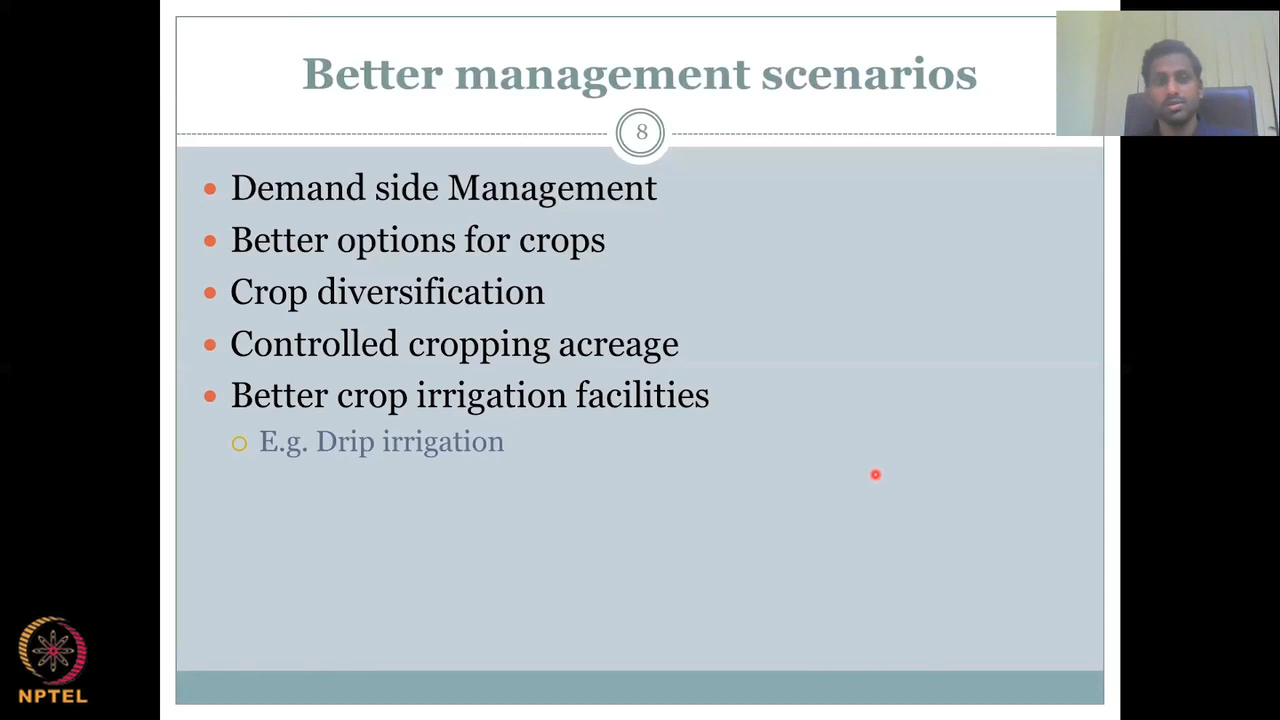 Better management scenarios
8
Demand side Management
Better options for crops
Crop diversification
Controlled cropping acreage
Better crop irrigation facilities
E.g. Drip irrigation
NPTEL